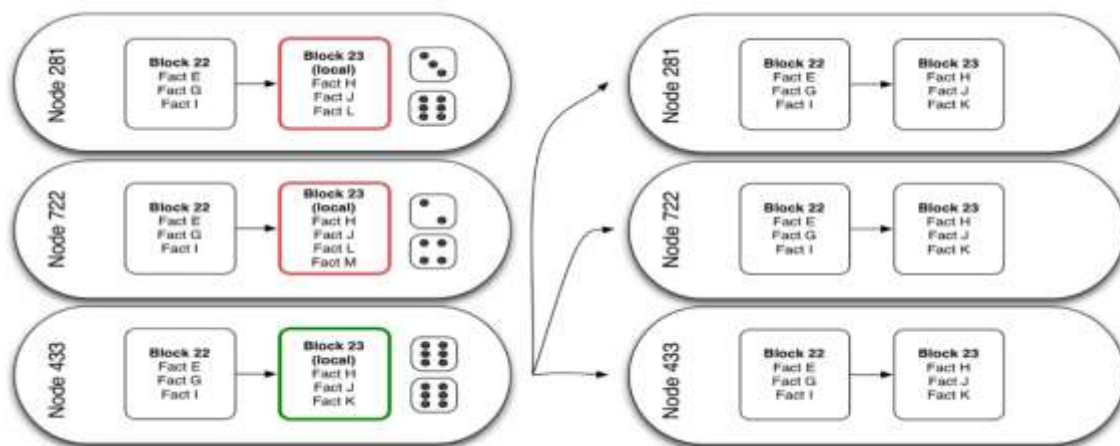 Node 281
Block 22
Fact E
Fact G
Fact I
Block 23
(local)
Fact H
Fact J
Fact L
Node 722
Block 22
Fact E
Fact G
Fact I
Block 23
(local)
Fact H
Fact J
Fact L
Fact M
Node 433
Block 22
Fact E
Fact G
Fact I
Block 23
(local)
Fact H
Fact J
Fact K
Node 281
Block 22
Fact E
Fact G
Fact I
Block 23
Fact H
Fact J
Fact K
Node 722
Block 22
Fact E
Fact G
Fact I
Block 23
Fact H
Fact J
Fact K
Node 433
Block 22
Fact E
Fact G
Fact I
Block 23
Fact H
Fact J
Fact K